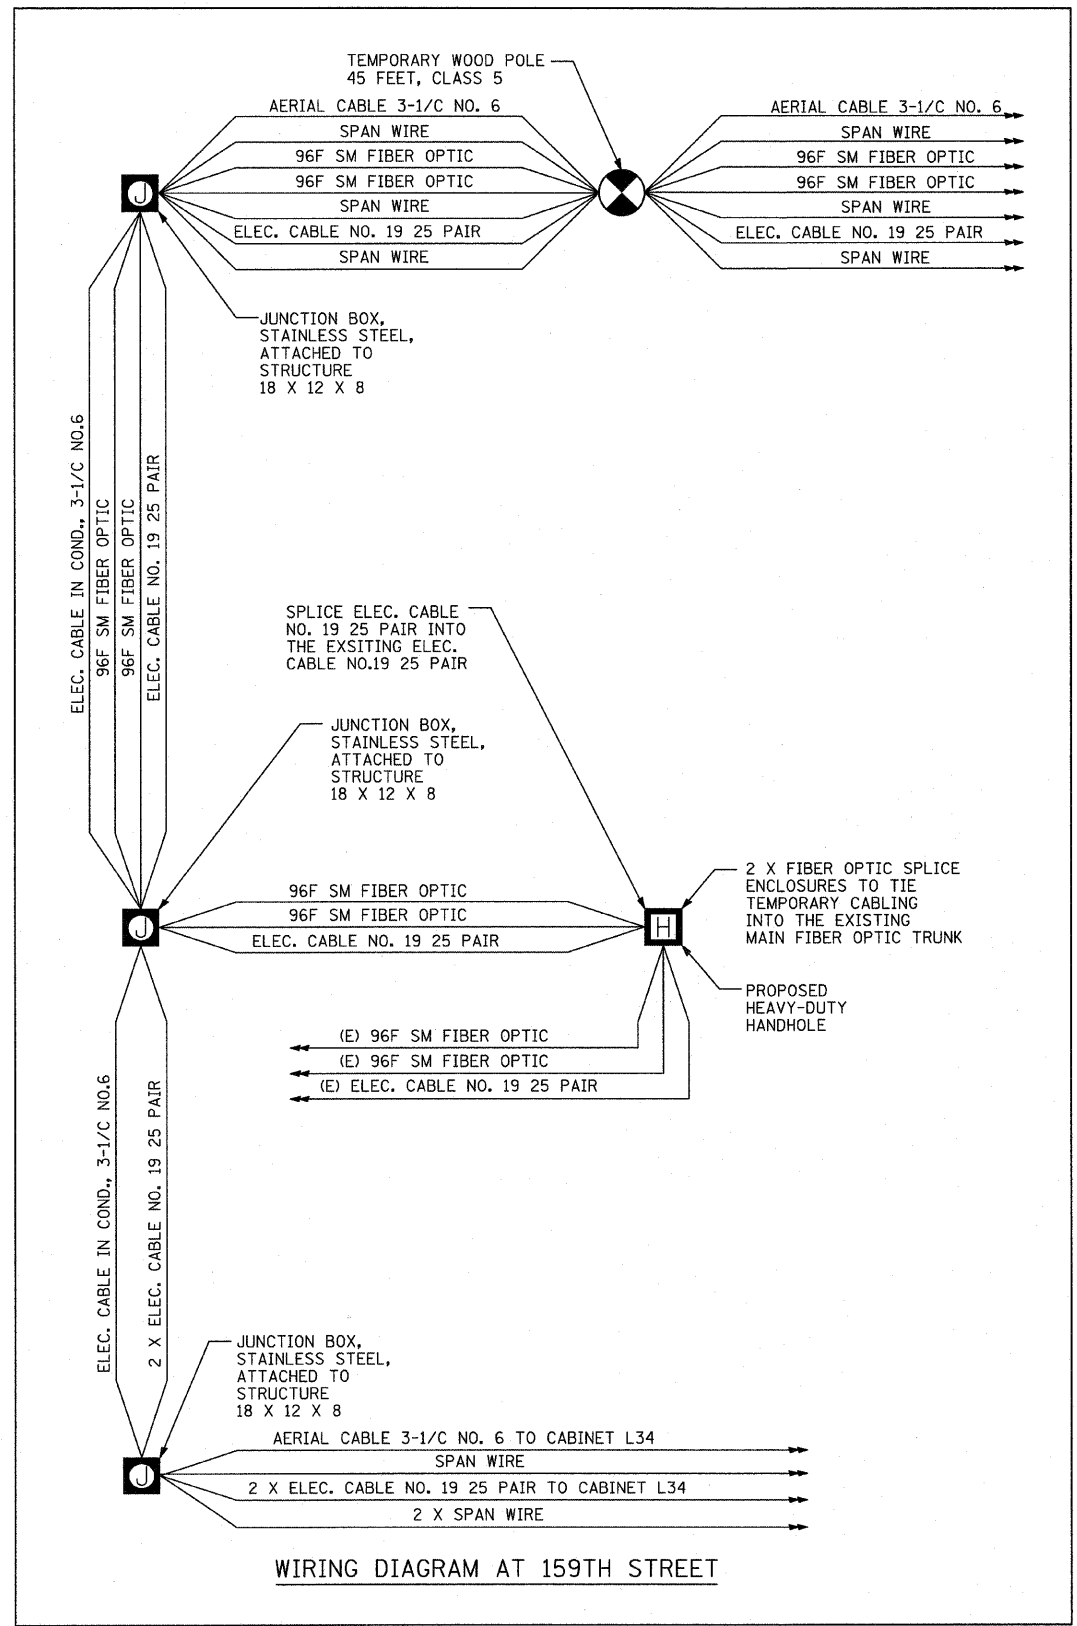 TEMPORARY WOOD POLE
45 FEET, CLASS 5
AERIAL CABLE 3-1/C NO. 6
SPAN WIRE
96F SM FIBER OPTIC
96F SM FIBER OPTIC
SPAN WIRE
ELEC. CABLE NO. 19 25 PAIR
SPAN WIRE
AERIAL CABLE 3-1/C NO. 6
SPAN WIRE
96F SM FIBER OPTIC
96F SM FIBER OPTIC
SPAN WIRE
ELEC. CABLE NO. 19 25 PAIR
SPAN WIRE
J
JUNCTION BOX,
STAINLESS STEEL,
ATTACHED TO
STRUCTURE
18 X 12 X 8
ELEC. CABLE IN COND., 3-1/C NO.6
96F SM FIBER OPTIC
96F SM FIBER OPTIC
ELEC. CABLE NO. 19 25 PAIR
SPLICE ELEC. CABLE
NO. 19 25 PAIR INTO
THE EXSITING ELEC.
CABLE NO.19 25 PAIR
JUNCTION BOX,
STAINLESS STEEL,
ATTACHED TO
STRUCTURE
18 X 12 X 8
J
96F SM FIBER OPTIC
96F SM FIBER OPTIC
ELEC. CABLE NO. 19 25 PAIR
H
2 X FIBER OPTIC SPLICE
ENCLOSURES TO TIE
TEMPORARY CABLING
INTO THE EXISTING
MAIN FIBER OPTIC TRUNK
PROPOSED
HEAVY-DUTY
HANDHOLE
(E) 96F SM FIBER OPTIC
(E) 96F SM FIBER OPTIC
(E) ELEC. CABLE NO. 19 25 PAIR
ELEC. CABLE IN COND., 3-1/C NO.6
2 X ELEC. CABLE NO. 19 25 PAIR
JUNCTION BOX,
STAINLESS STEEL,
ATTACHED TO
STRUCTURE
18 X 12 X 8
J
AERIAL CABLE 3-1/C NO. 6 TO CABINET L34
SPAN WIRE
2 X ELEC. CABLE NO. 19 25 PAIR TO CABINET L34
2 X SPAN WIRE
WIRING DIAGRAM AT 159TH STREET